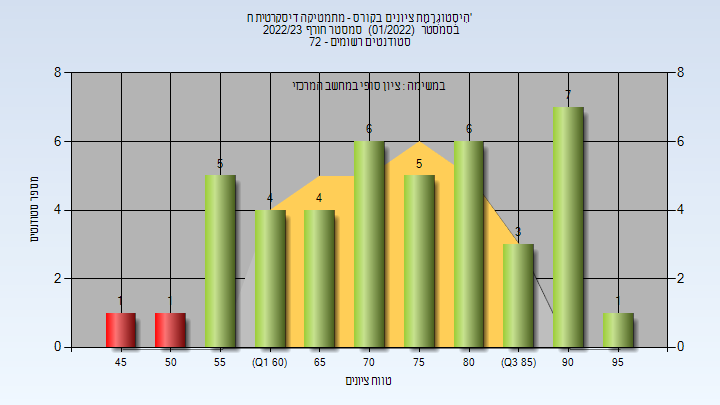 היסטוגרמת ציונים בקורס - מתמטיקה דיסקרטית ח'
בסמסטר (01/2022) סמסטר חורף 2022/23
סטודנטים רשומים - 72
במשימה : ציון סופי במחשב המרכזי
8 8
7
6 6 6 6
5 5
4 4 4 4
3
2 2
1 1 1
0 0
45 50 55 (Q1 60) 65 70 75 80 (Q3 85) 90 95
טווח ציונים
מספר סטודנטים